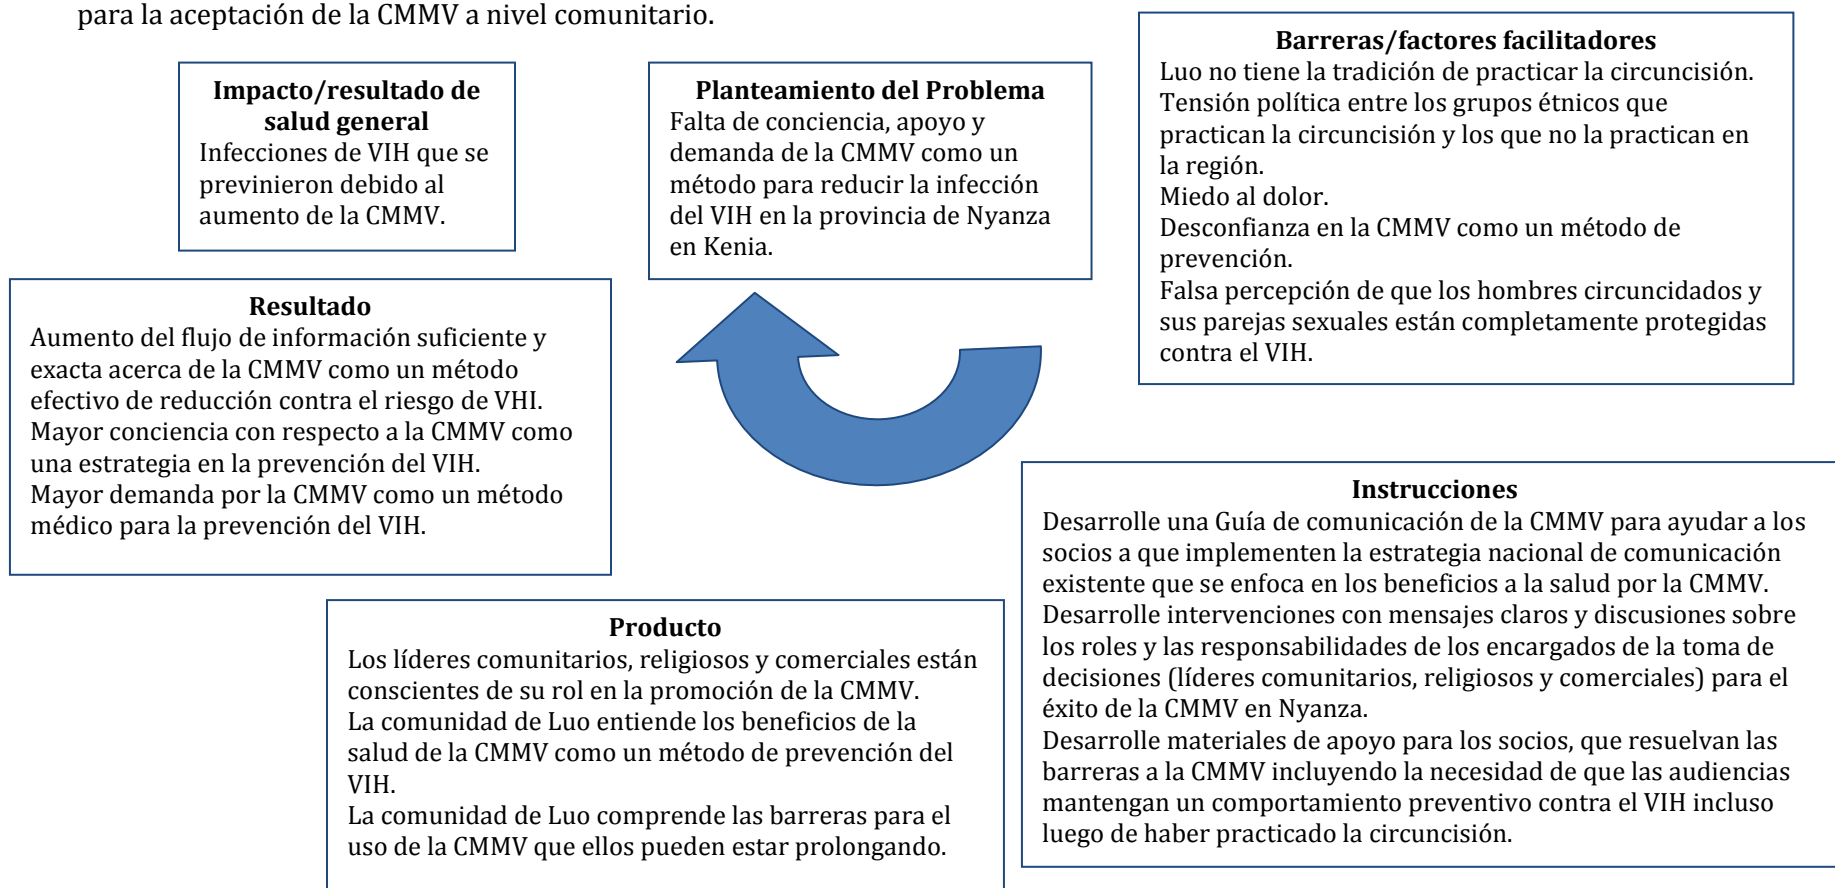 para la aceptación de la CMMV a nivel comunitario.
Impacto/resultado de
salud general
Infecciones de VIH que se
previnieron debido al
aumento de la CMMV.
Planteamiento del Problema
Falta de conciencia, apoyo y
demanda de la CMMV como un
método para reducir la infección
del VIH en la provincia de Nyanza
en Kenia.
Barreras/factores facilitadores
Luo no tiene la tradición de practicar la circuncisión.
Tensión política entre los grupos étnicos que
practican la circuncisión y los que no la practican en
la región.
Miedo al dolor.
Desconfianza en la CMMV como un método de
prevención.
Falsa percepción de que los hombres circuncidados y
sus parejas sexuales están completamente protegidas
contra el VIH.
Resultado
Aumento del flujo de información suficiente y
exacta acerca de la CMMV como un método
efectivo de reducción contra el riesgo de VHI.
Mayor conciencia con respecto a la CMMV como
una estrategia en la prevención del VIH.
Mayor demanda por la CMMV como un método
médico para la prevención del VIH.
Instrucciones
Desarrolle una Guía de comunicación de la CMMV para ayudar a los
socios a que implementen la estrategia nacional de comunicación
existente que se enfoca en los beneficios a la salud por la CMMV.
Desarrolle intervenciones con mensajes claros y discusiones sobre
los roles y las responsabilidades de los encargados de la toma de
decisiones (líderes comunitarios, religiosos y comerciales) para el
éxito de la CMMV en Nyanza.
Desarrolle materiales de apoyo para los socios, que resuelvan las
barreras a la CMMV incluyendo la necesidad de que las audiencias
mantengan un comportamiento preventivo contra el VIH incluso
luego de haber practicado la circuncisión.
Producto
Los líderes comunitarios, religiosos y comerciales están
conscientes de su rol en la promoción de la CMMV.
La comunidad de Luo entiende los beneficios de la
salud de la CMMV como un método de prevención del
VIH.
La comunidad de Luo comprende las barreras para el
uso de la CMMV que ellos pueden estar prolongando.